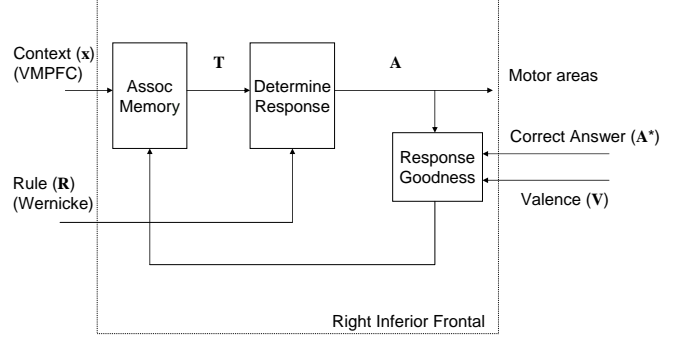 Context (x)
(VMPFC)
T
A
Assoc
Memory
Determine
Response
Motor areas
Response
Goodness
Correct Answer (A*)
Valence (V)
Rule (R)
(Wernicke)
Right Inferior Frontal